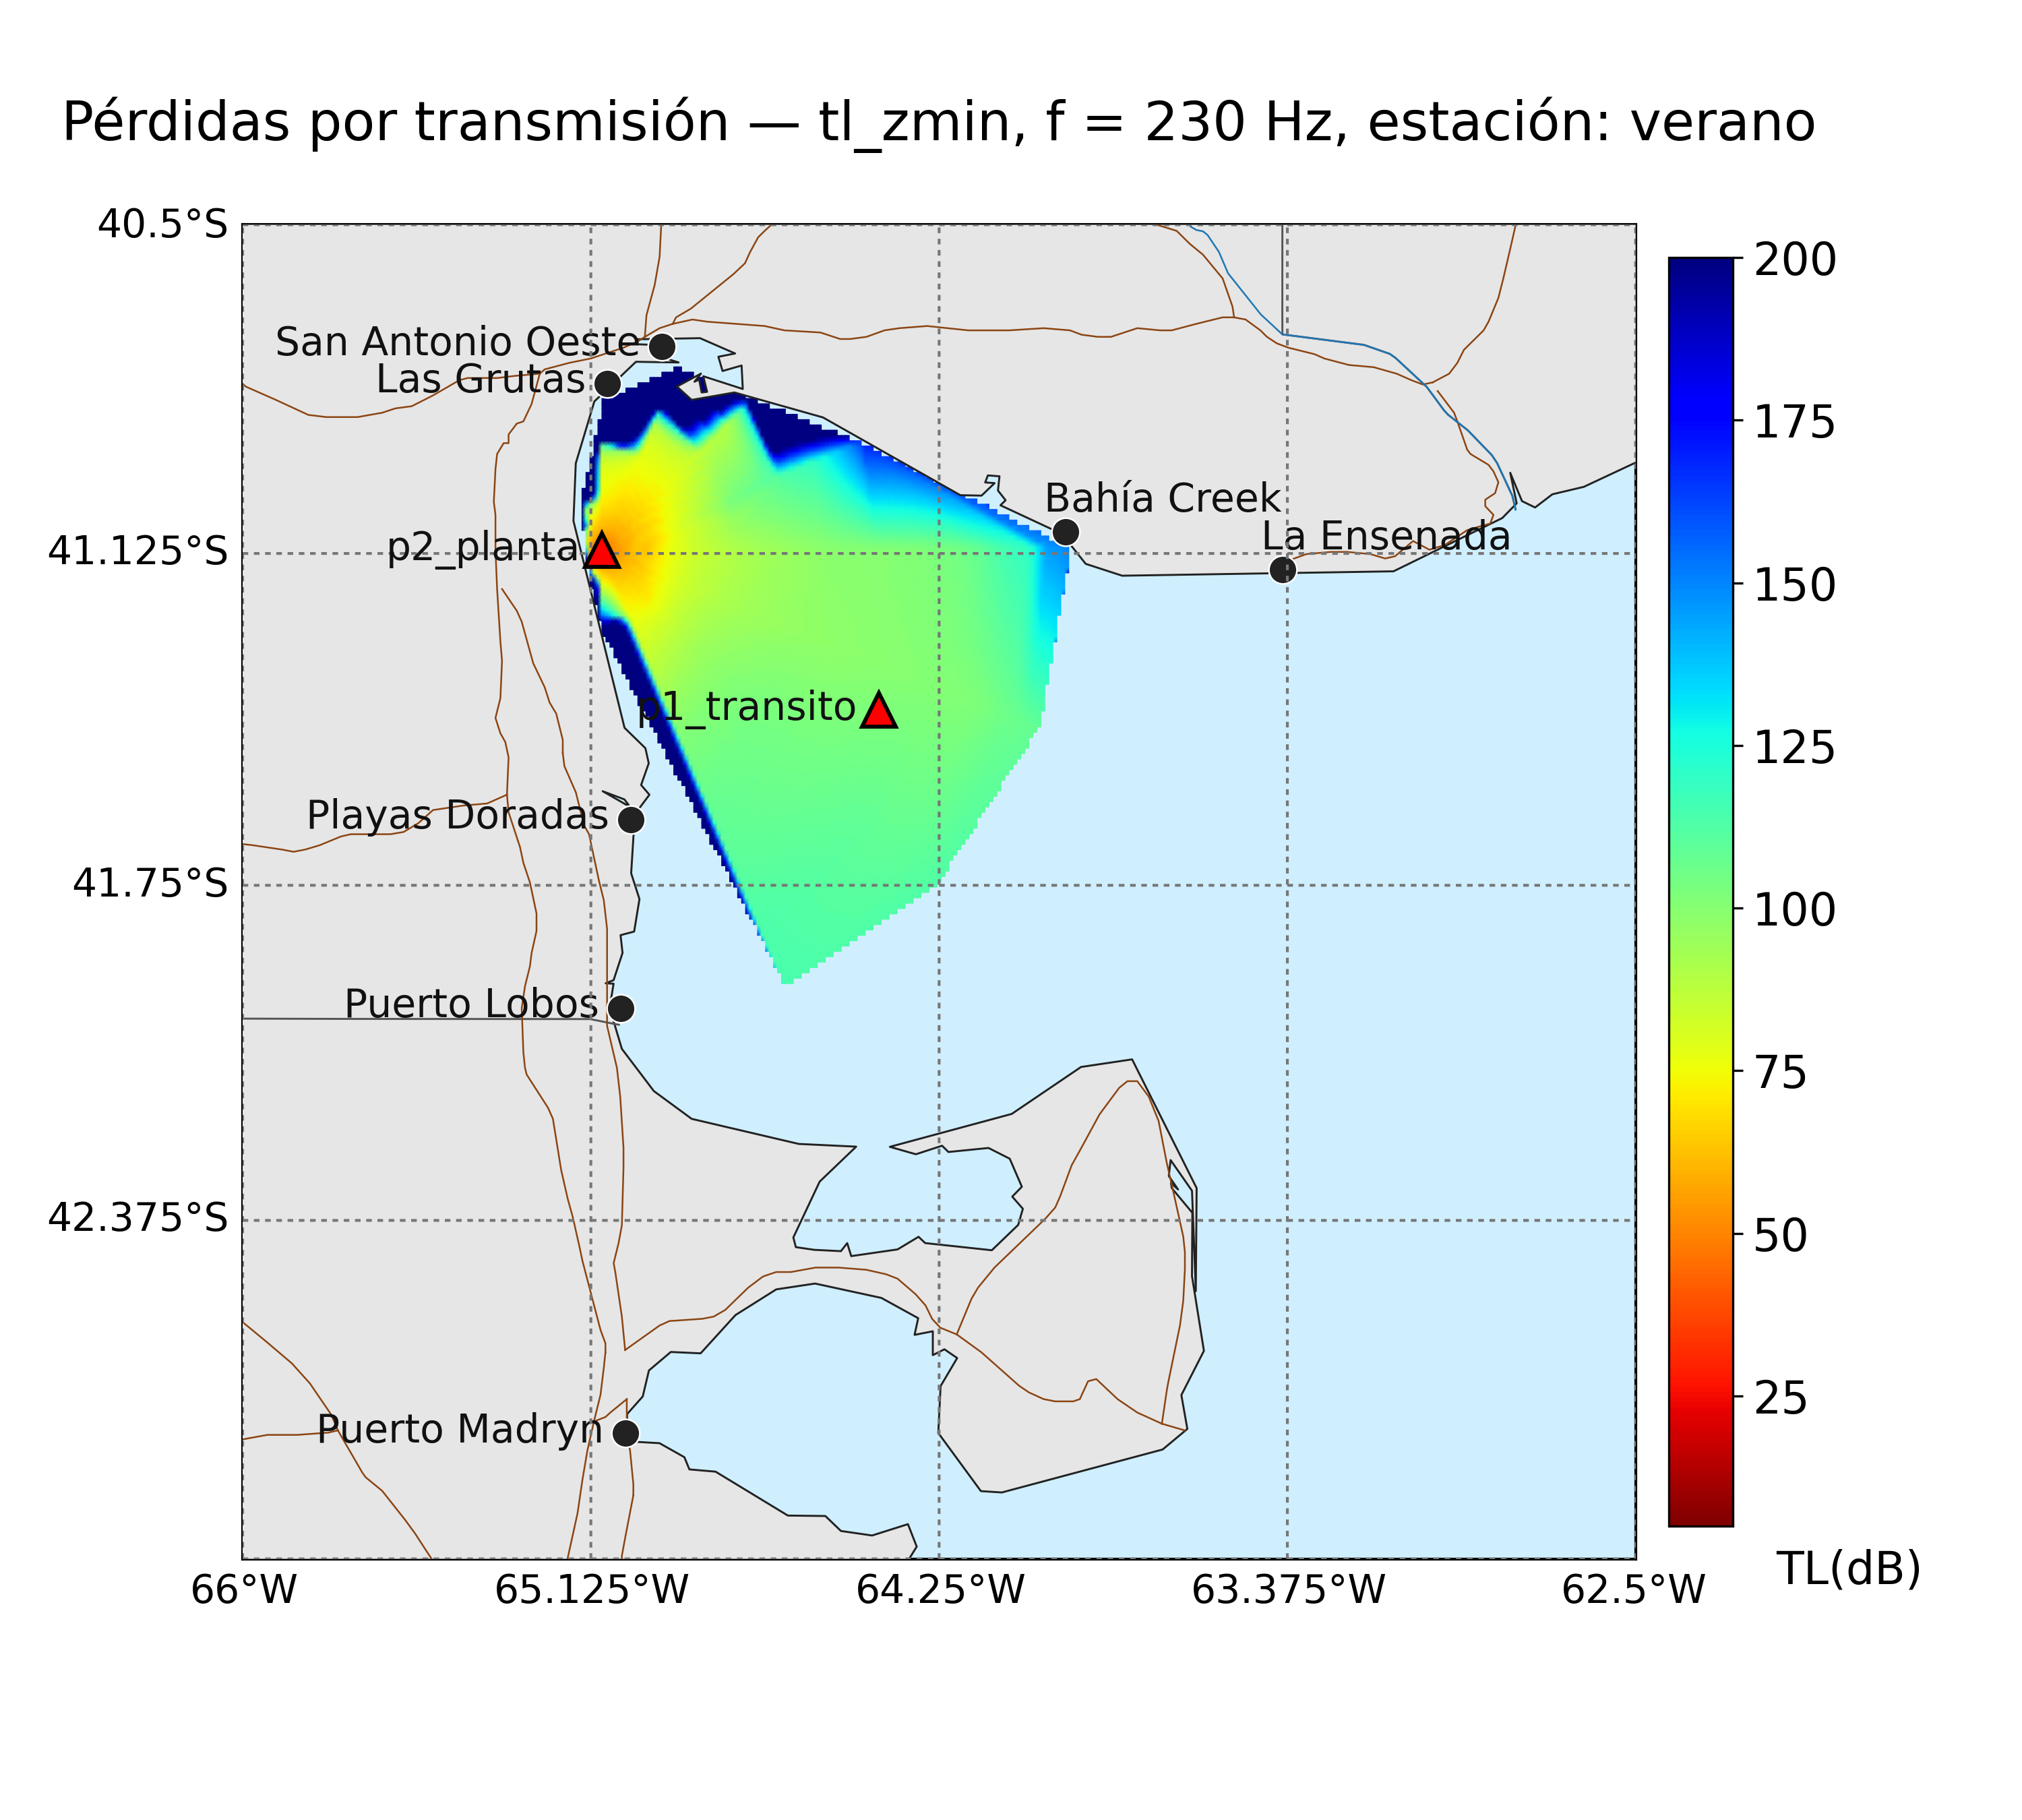 Pérdidas por transmisión — tl_zmin, f = 230 Hz, estación: verano
40.5°S
200
San Antonio Oeste
Las Grutas
175
Bahía Creek
La Ensenada
p2_planta
41.125°S
150
p1_transito
125
Playas Doradas
41.75°S
100
Puerto Lobos
75
42.375°S
50
25
Puerto Madryn
TL(dB)
66°W
65.125°W
64.25°W
63.375°W
62.5°W